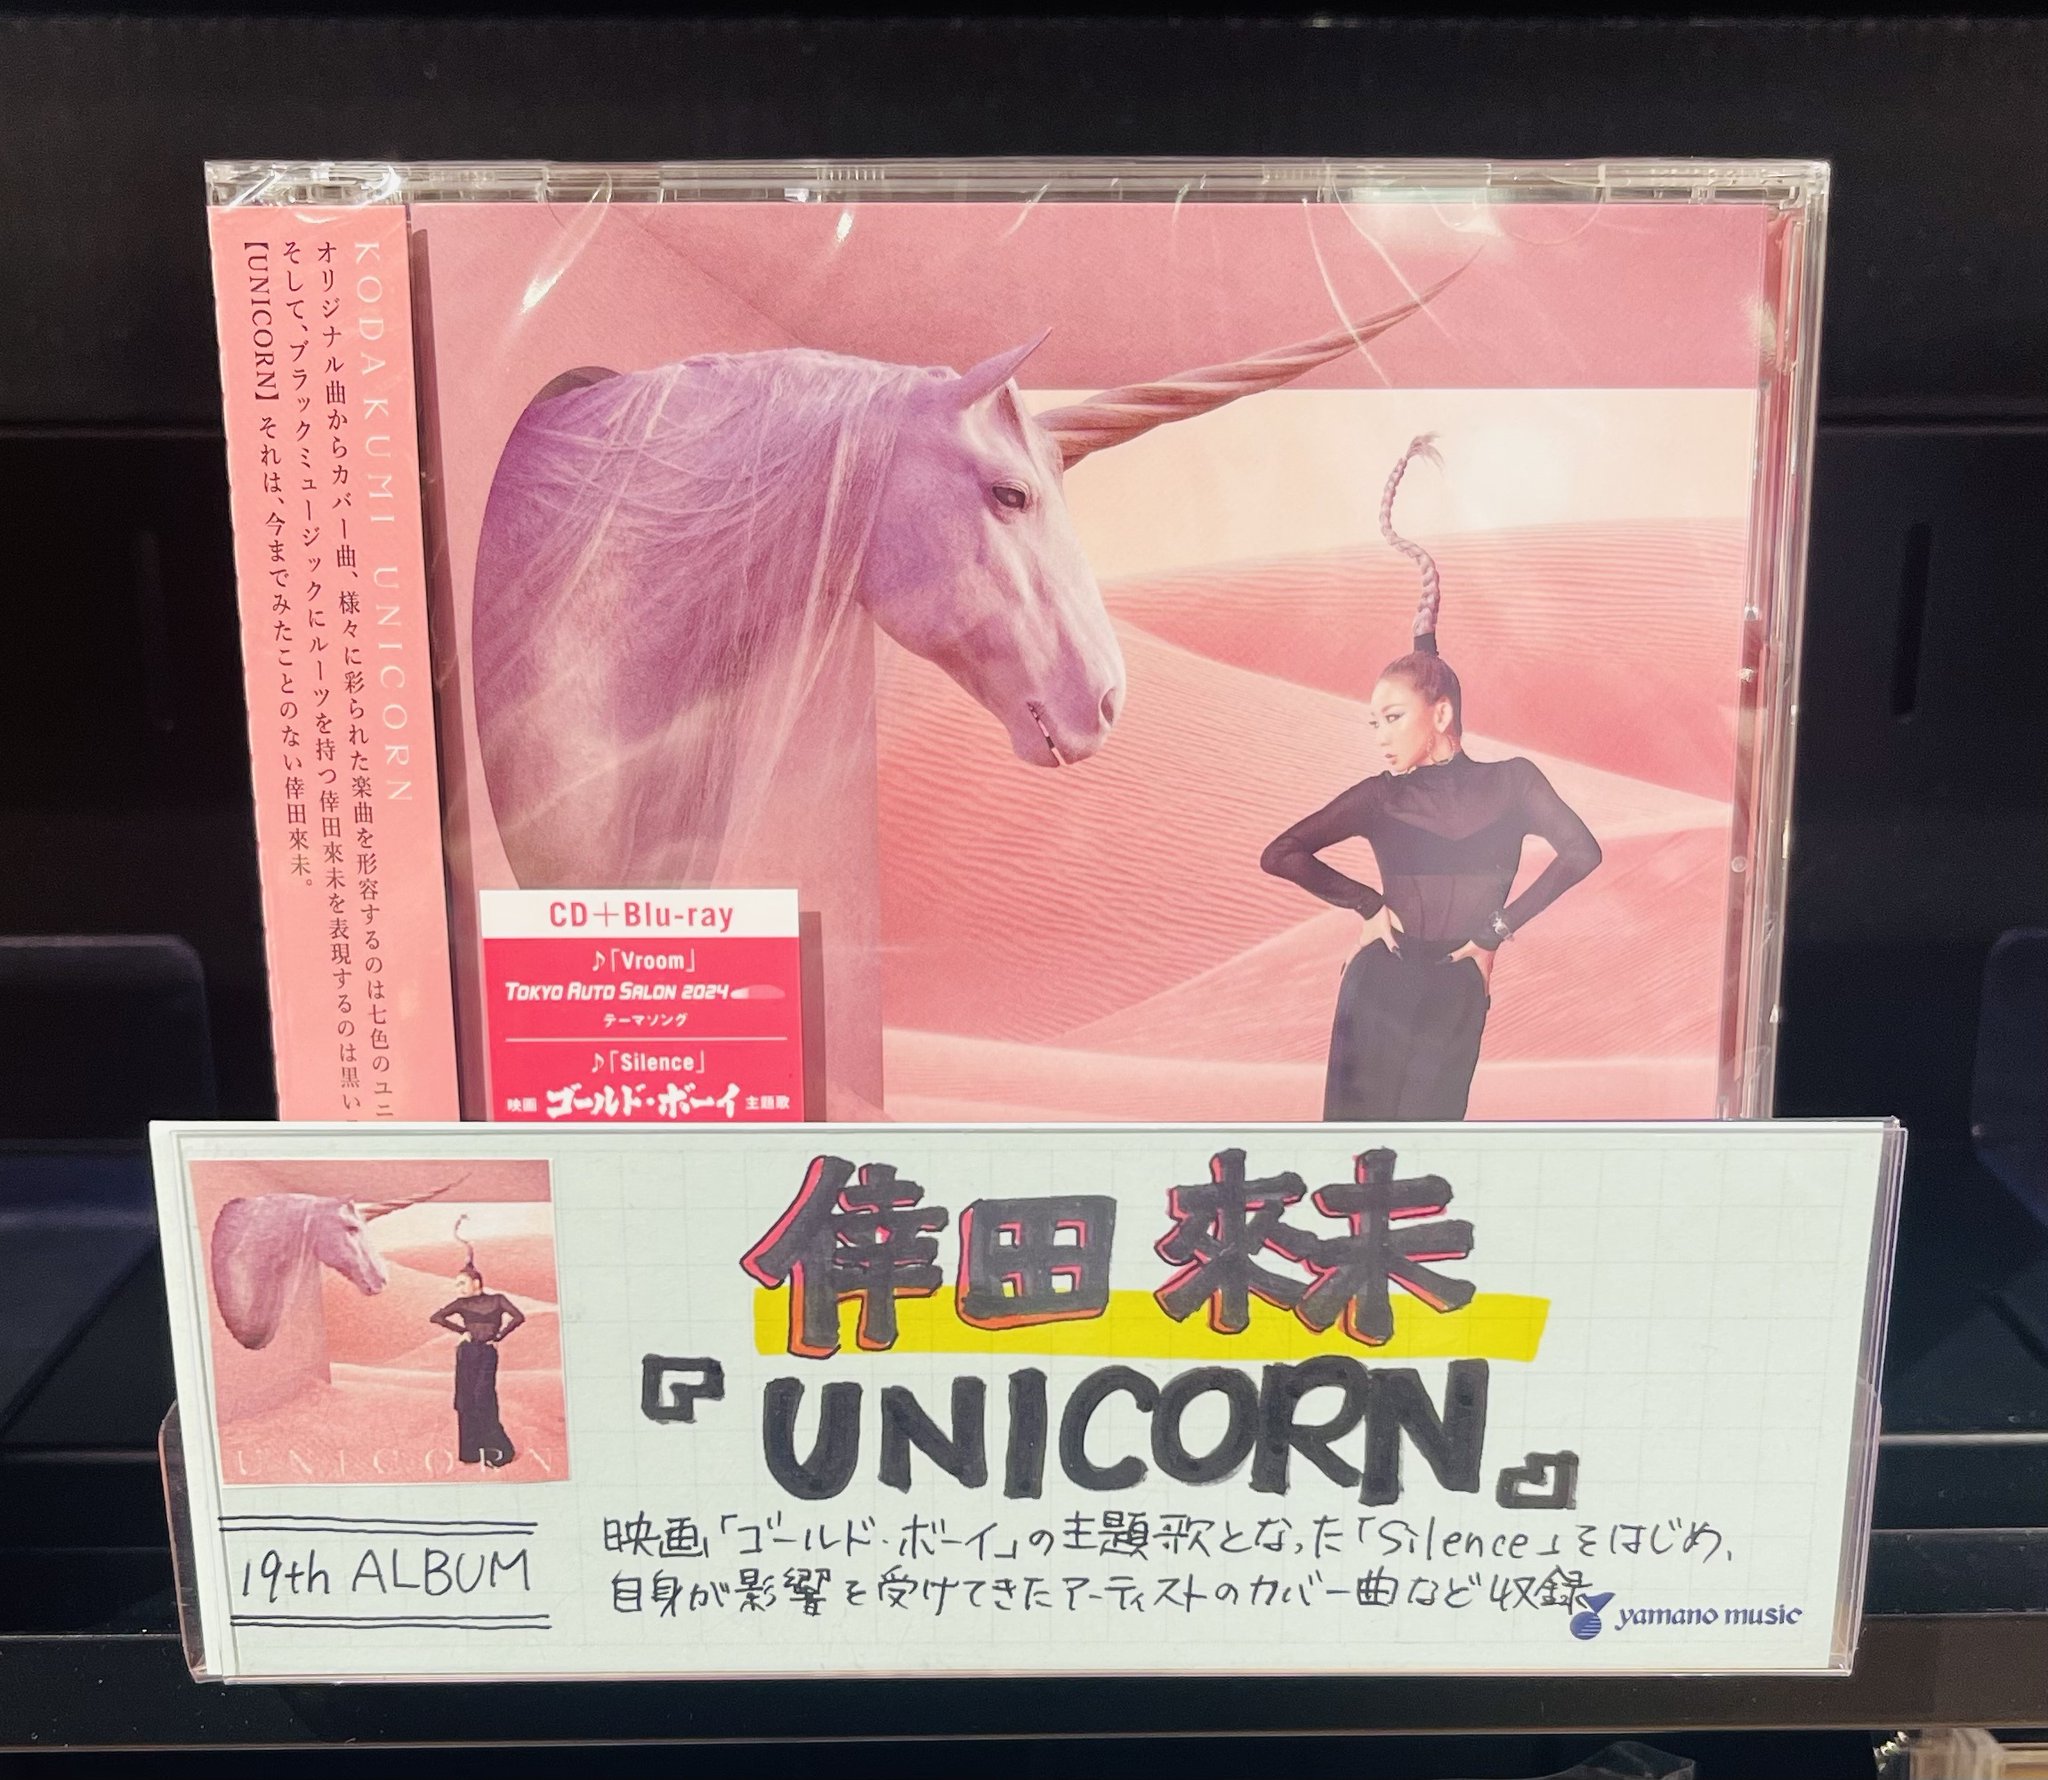 KODA KUMI UNICORN
オリジナル曲からカバー曲、様々に彩られた楽曲を形容するのは七色のユニ
そして、ブラックミュージックにルーツを持つ倖田來未を表現するのは黒い
【UNICORN】それは、今までみたことのない倖田來未。
CD+Blu-ray
♪「Vroom」
TOKYO AUTO SALON 2024
テーマソング
♪「Silence」
映画 ゴールド・ボーイ 主題歌
倖田 來未
『UNICORN』
UNICORN
19th ALBUM
映画「ゴールド・ボーイ」の主題歌となった「Silence」をはじめ、
自身が影響を受けてきたアーティストのカバー曲など収録
yamano music